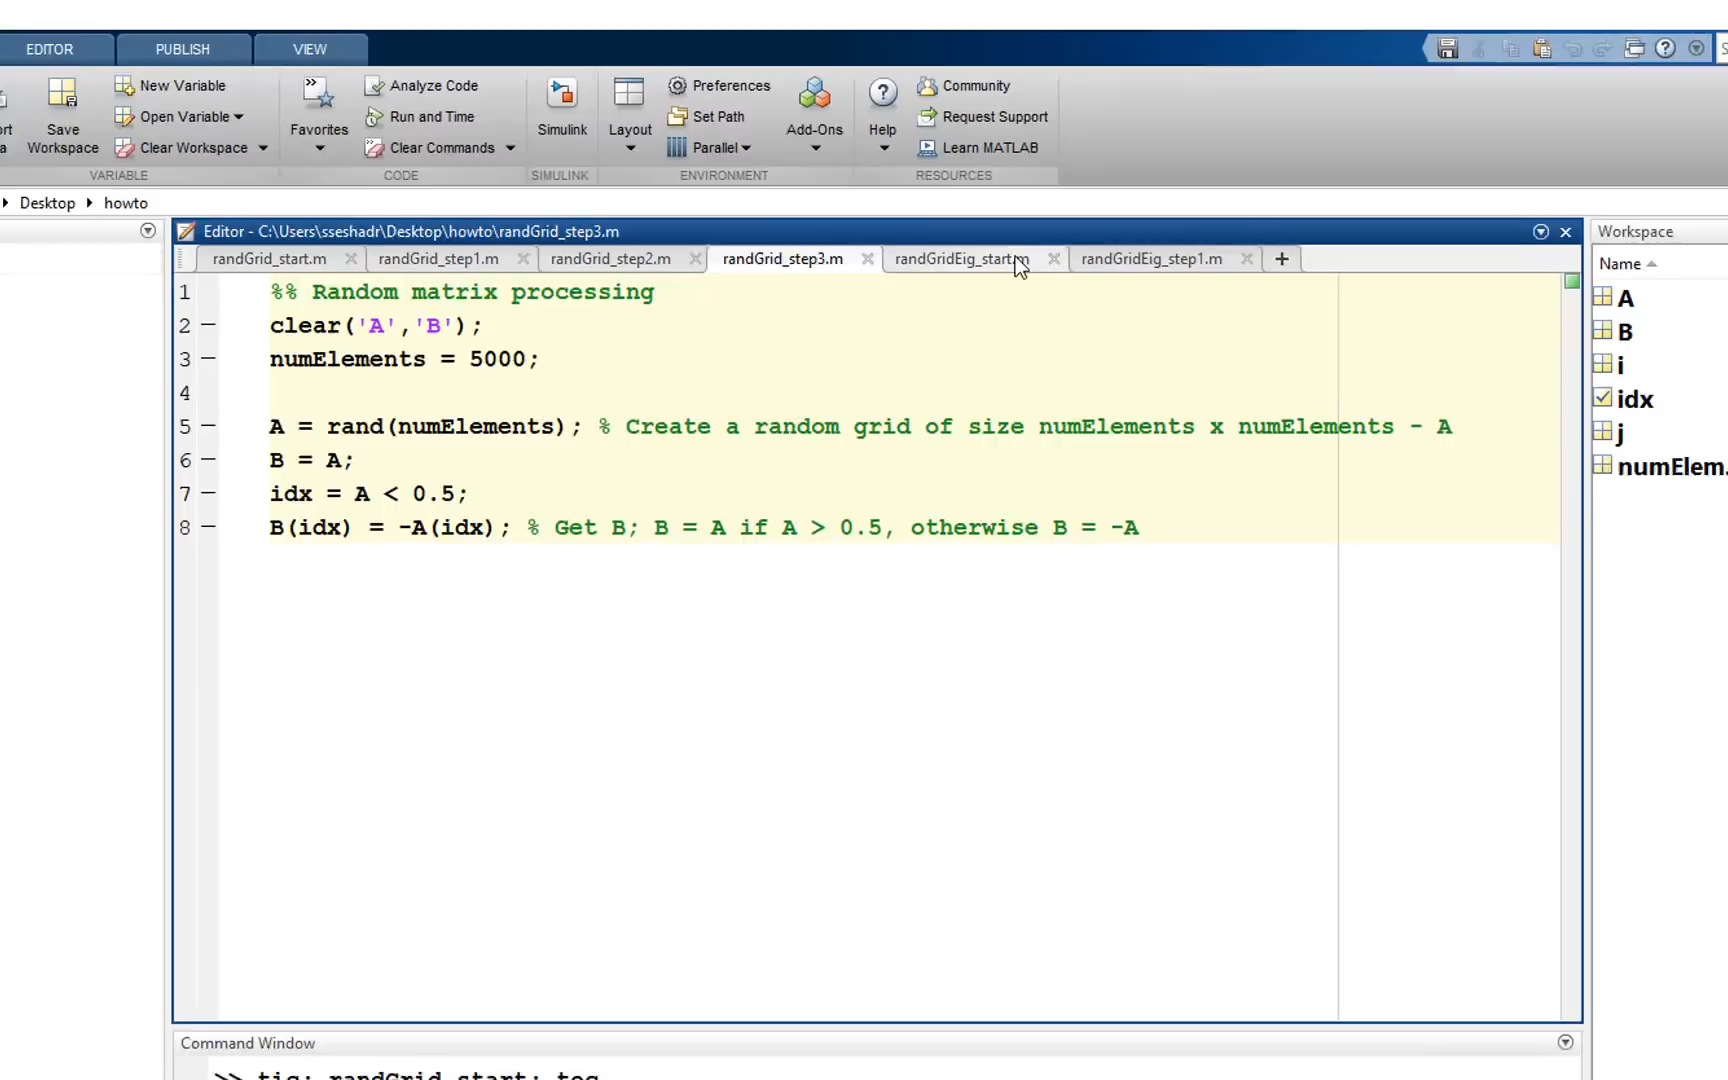 EDITOR PUBLISH VIEW
New Variable Analyze Code Preferences Community
Open Variable Run and Time Set Path Request Support
Save Workspace Favorites Simulink Layout Add-Ons Help
Clear Workspace Clear Commands Parallel Learn MATLAB
VARIABLE CODE SIMULINK ENVIRONMENT RESOURCES
Desktop howto
Editor - C:\Users\sseshadr\Desktop\howto\randGrid_step3.m
Workspace
randGrid_start.m randGrid_step1.m randGrid_step2.m randGrid_step3.m randGridEig_start.m randGridEig_step1.m +
Name
1 %% Random matrix processing
2 clear('A','B');
3 numElements = 5000;
4
5 A = rand(numElements); % Create a random grid of size numElements x numElements - A
6 B = A;
7 idx = A < 0.5;
8 B(idx) = -A(idx); % Get B; B = A if A > 0.5, otherwise B = -A
A
B
i
idx
j
numElem.
Command Window
>> tic; randGrid_start; toc